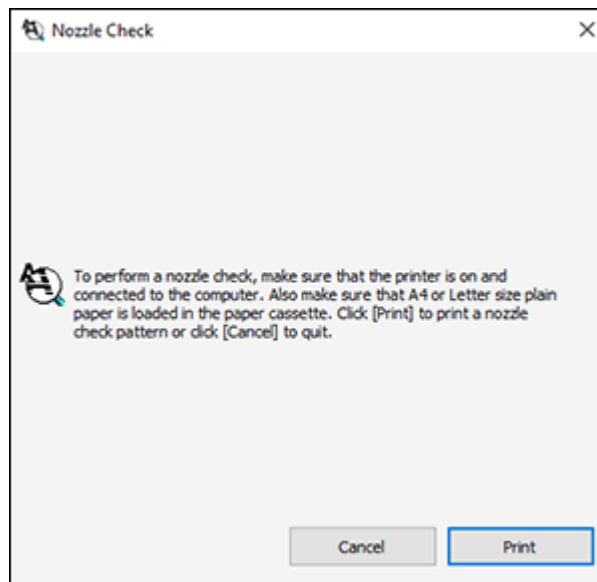 Nozzle Check
To perform a nozzle check, make sure that the printer is on and
connected to the computer. Also make sure that A4 or Letter size plain
paper is loaded in the paper cassette. Click [Print] to print a nozzle
check pattern or click [Cancel] to quit.
Cancel
Print